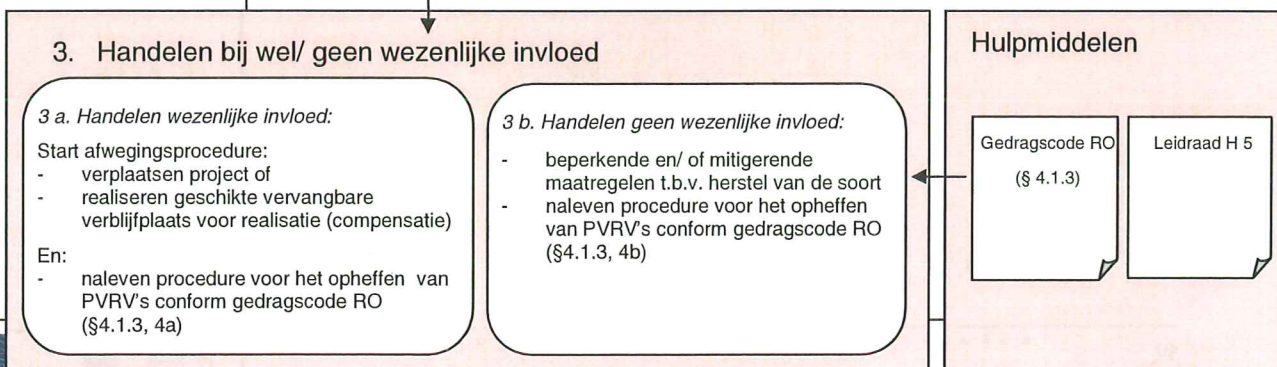 3. Handelen bij wel/ geen wezenlijke invloed
3 a. Handelen wezenlijke invloed:
Start afwegingsprocedure:
- verplaatsen project of
- realiseren geschikte vervangbare
verblijfplaats voor realisatie (compensatie)
En:
- naleven procedure voor het opheffen van
PVRV's conform gedragscode RO
(§4.1.3, 4a)
3 b. Handelen geen wezenlijke invloed:
- beperkende en/ of mitigerende
maatregelen t.b.v. herstel van de soort
- naleven procedure voor het opheffen
van PVRV's conform gedragscode RO
(§4.1.3, 4b)
Hulpmiddelen
Gedragscode RO
(§ 4.1.3)
Leidraad H 5